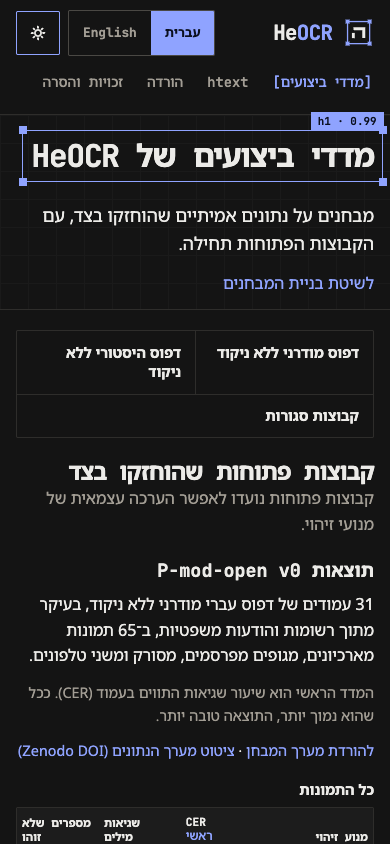 HeOCR
עברית English
[מדדי ביצועים] htext הורדה זכויות והסרה
h1 · 0.99
מדדי ביצועים של HeOCR
מבחנים על נתונים אמיתיים שהוחזקו בצד, עם
הקבוצות הפתוחות תחילה.
לשיטת בניית המבחנים
דפוס מודרני ללא ניקוד
דפוס היסטורי ללא
ניקוד
קבוצות סגורות
קבוצות פתוחות שהוחזקו בצד
קבוצות פתוחות נועדו לאפשר הערכה עצמאית של
מנועי זיהוי.
תוצאות P-mod-open v0
31 עמודים של דפוס עברי מודרני ללא ניקוד, בעיקר
מתוך רשומות והודעות משפטיות, ב־65 תמונות
מארכיונים, מגופים מפרסמים, מסורק ומשני טלפונים.
המדד הראשי הוא שיעור שגיאות התווים בעמוד (CER). ככל
שהוא נמוך יותר, התוצאה טובה יותר.
להורדת מערך המבחן · ציטוט מערך הנתונים (Zenodo DOI)
כל התמונות
מנוע זיהוי
CER
ראשי
שגיאות
מילים
מספרים שלא
זוהו